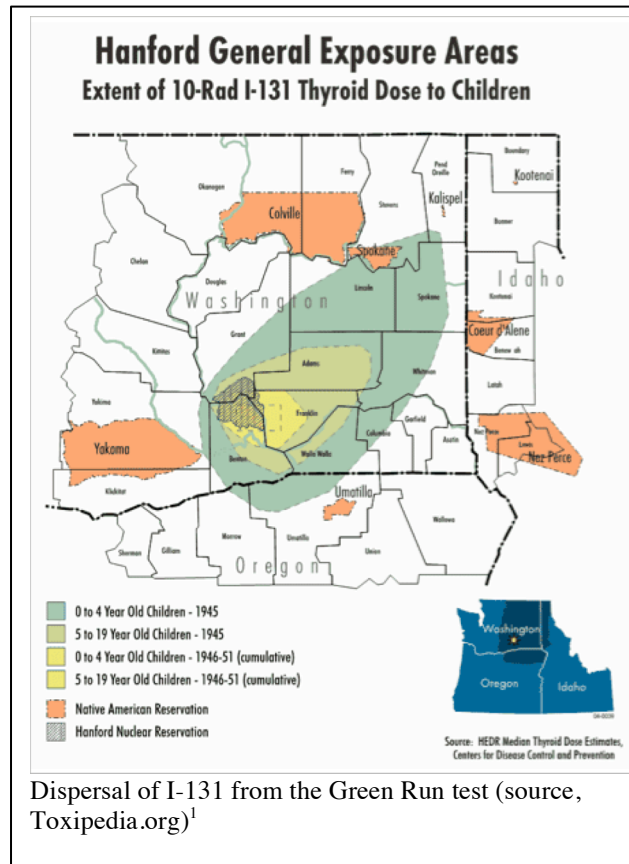 Hanford General Exposure Areas
Extent of 10-Rad I-131 Thyroid Dose to Children
Boundary
Pend
Oreille
Kootenai
Ferry
Okanogan
Stevens
Kalispel
Colville
Bonner
Chelan
Spokane
Idaho
Douglas
Washington
Lincoln
Spokane
Kootenai
Grant
Coeur d'Alene
Benew ah
Kittitas
Adams
Whitman
Latah
Yakima
Franklin
Garfield
Nez Perce
Columbia
Lewis
Yakama
Asotin
Nez Perce
Benton
Walla Walla
Klickitat
Umatilla
Morrow
Umatilla
Wallowa
Sherman
Gilliam
Union
Oregon
0 to 4 Year Old Children - 1945
5 to 19 Year Old Children - 1945
0 to 4 Year Old Children - 1946-51 (cumulative)
5 to 19 Year Old Children - 1946-51 (cumulative)
Native American Reservation
Hanford Nuclear Reservation
Washington
Oregon
Idaho
Source: HEDR Median Thyroid Dose Estimates,
Centers for Disease Control and Prevention
Dispersal of I-131 from the Green Run test (source,
Toxipedia.org)1